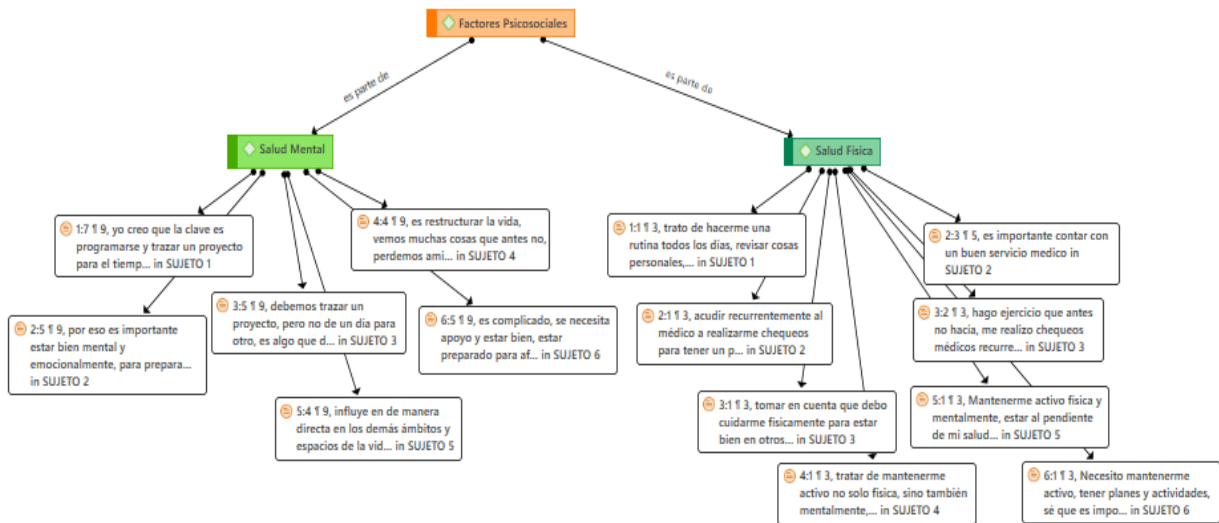 Factores Psicosociales
es parte de
es parte de
Salud Mental
Salud Física
1:7 ¶ 9, yo creo que la clave es
programarse y trazar un proyecto
para el tiemp... in SUJETO 1
4:4 ¶ 9, es restructurar la vida,
vemos muchas cosas que antes no,
perdemos ami... in SUJETO 4
2:5 ¶ 9, por eso es importante
estar bien mental y
emocionalmente, para prepara...
in SUJETO 2
3:5 ¶ 9, debemos trazar un
proyecto, pero no de un día para
otro, es algo que d... in SUJETO 3
6:5 ¶ 9, es complicado, se necesita
apoyo y estar bien, estar
preparado para af... in SUJETO 6
5:4 ¶ 9, influye en de manera
directa en los demás ámbitos y
espacios de la vid... in SUJETO 5
1:1 ¶ 3, trato de hacerme una
rutina todos los días, revisar cosas
personales,... in SUJETO 1
2:3 ¶ 5, es importante contar con
un buen servicio medico in
SUJETO 2
2:1 ¶ 3, acudir recurrentemente al
médico a realizarme chequeos
para tener un p... in SUJETO 2
3:2 ¶ 3, hago ejercicio que antes
no hacia, me realizo chequeos
médicos recurre... in SUJETO 3
3:1 ¶ 3, tomar en cuenta que debo
cuidarme físicamente para estar
bien en otros... in SUJETO 3
5:1 ¶ 3, Mantenerme activo física y
mentalmente, estar al pendiente
de mi salud... in SUJETO 5
4:1 ¶ 3, tratar de mantenerme
activo no solo física, sino también
mentalmente,... in SUJETO 4
6:1 ¶ 3, Necesito mantenerme
activo, tener planes y actividades,
sé que es impo... in SUJETO 6